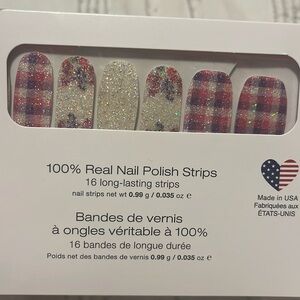 100% Real Nail Polish Strips
16 long-lasting strips
nail strips net wt 0.99 g / 0.035 oz e
Made in USA
Fabriquées aux
ÉTATS-UNIS
Bandes de vernis
à ongles véritable à 100%
16 bandes de longue durée
Poids net des bandes de vernis 0.99 g / 0.035 oz e